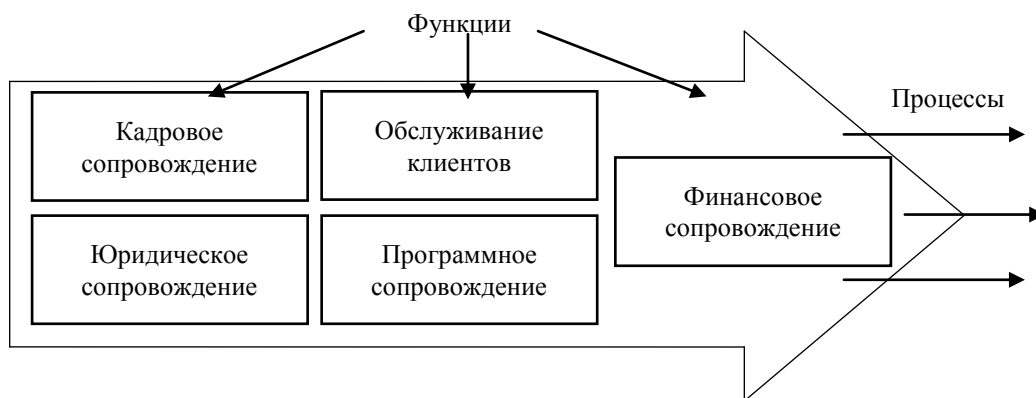 Функции
Процессы
Кадровое
сопровождение
Обслуживание
клиентов
Финансовое
сопровождение
Юридическое
сопровождение
Программное
сопровождение